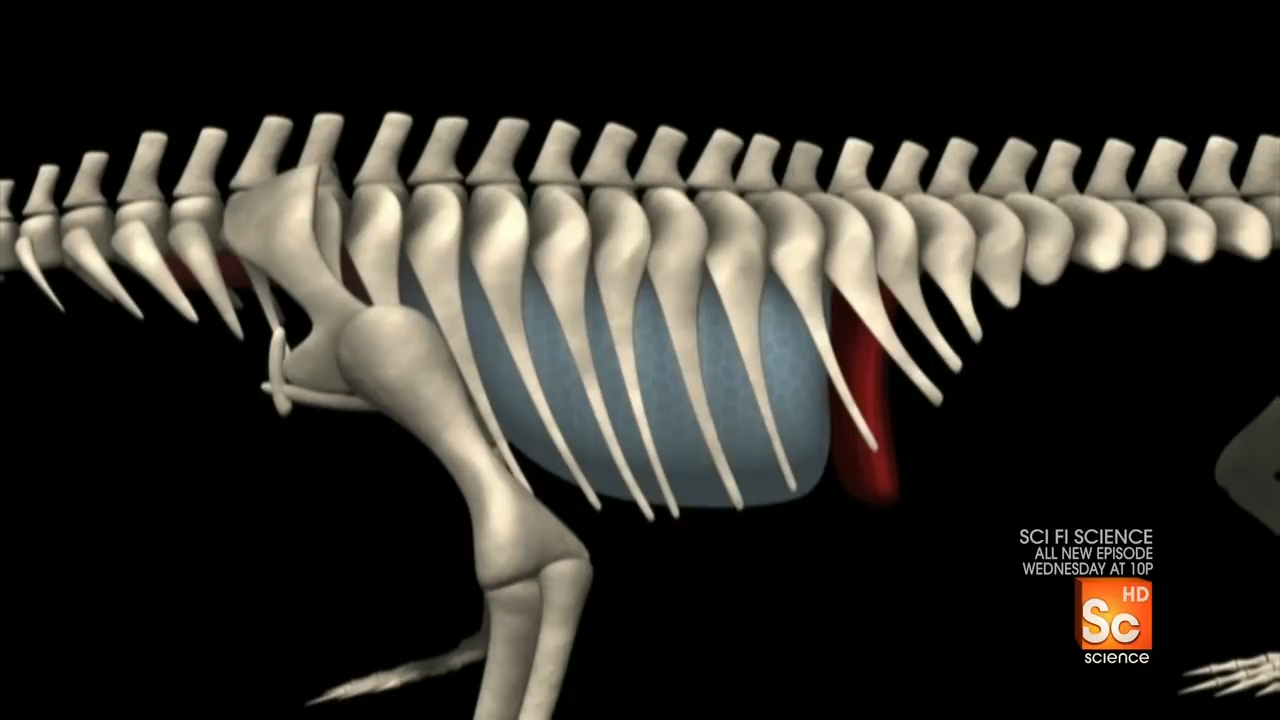 SCI FI SCIENCE
ALL NEW EPISODE
WEDNESDAY AT 10P
HD
Sc
science